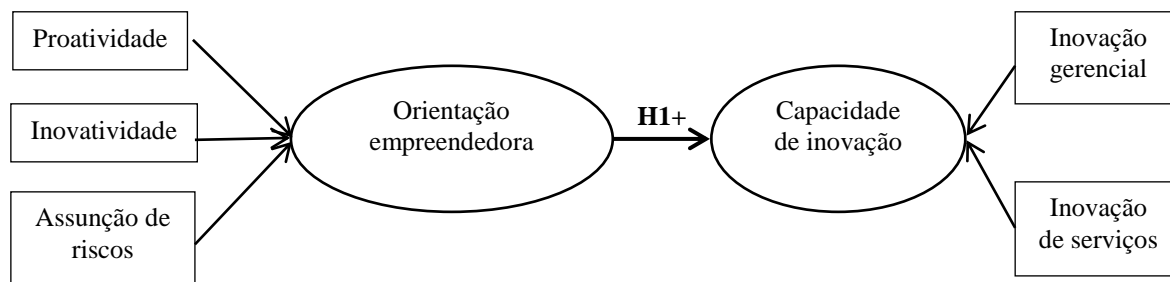 Proatividade
Inovatividade
Assunção de
riscos
Orientação
empreendedora
H1+
Capacidade
de inovação
Inovação
gerencial
Inovação
de serviços